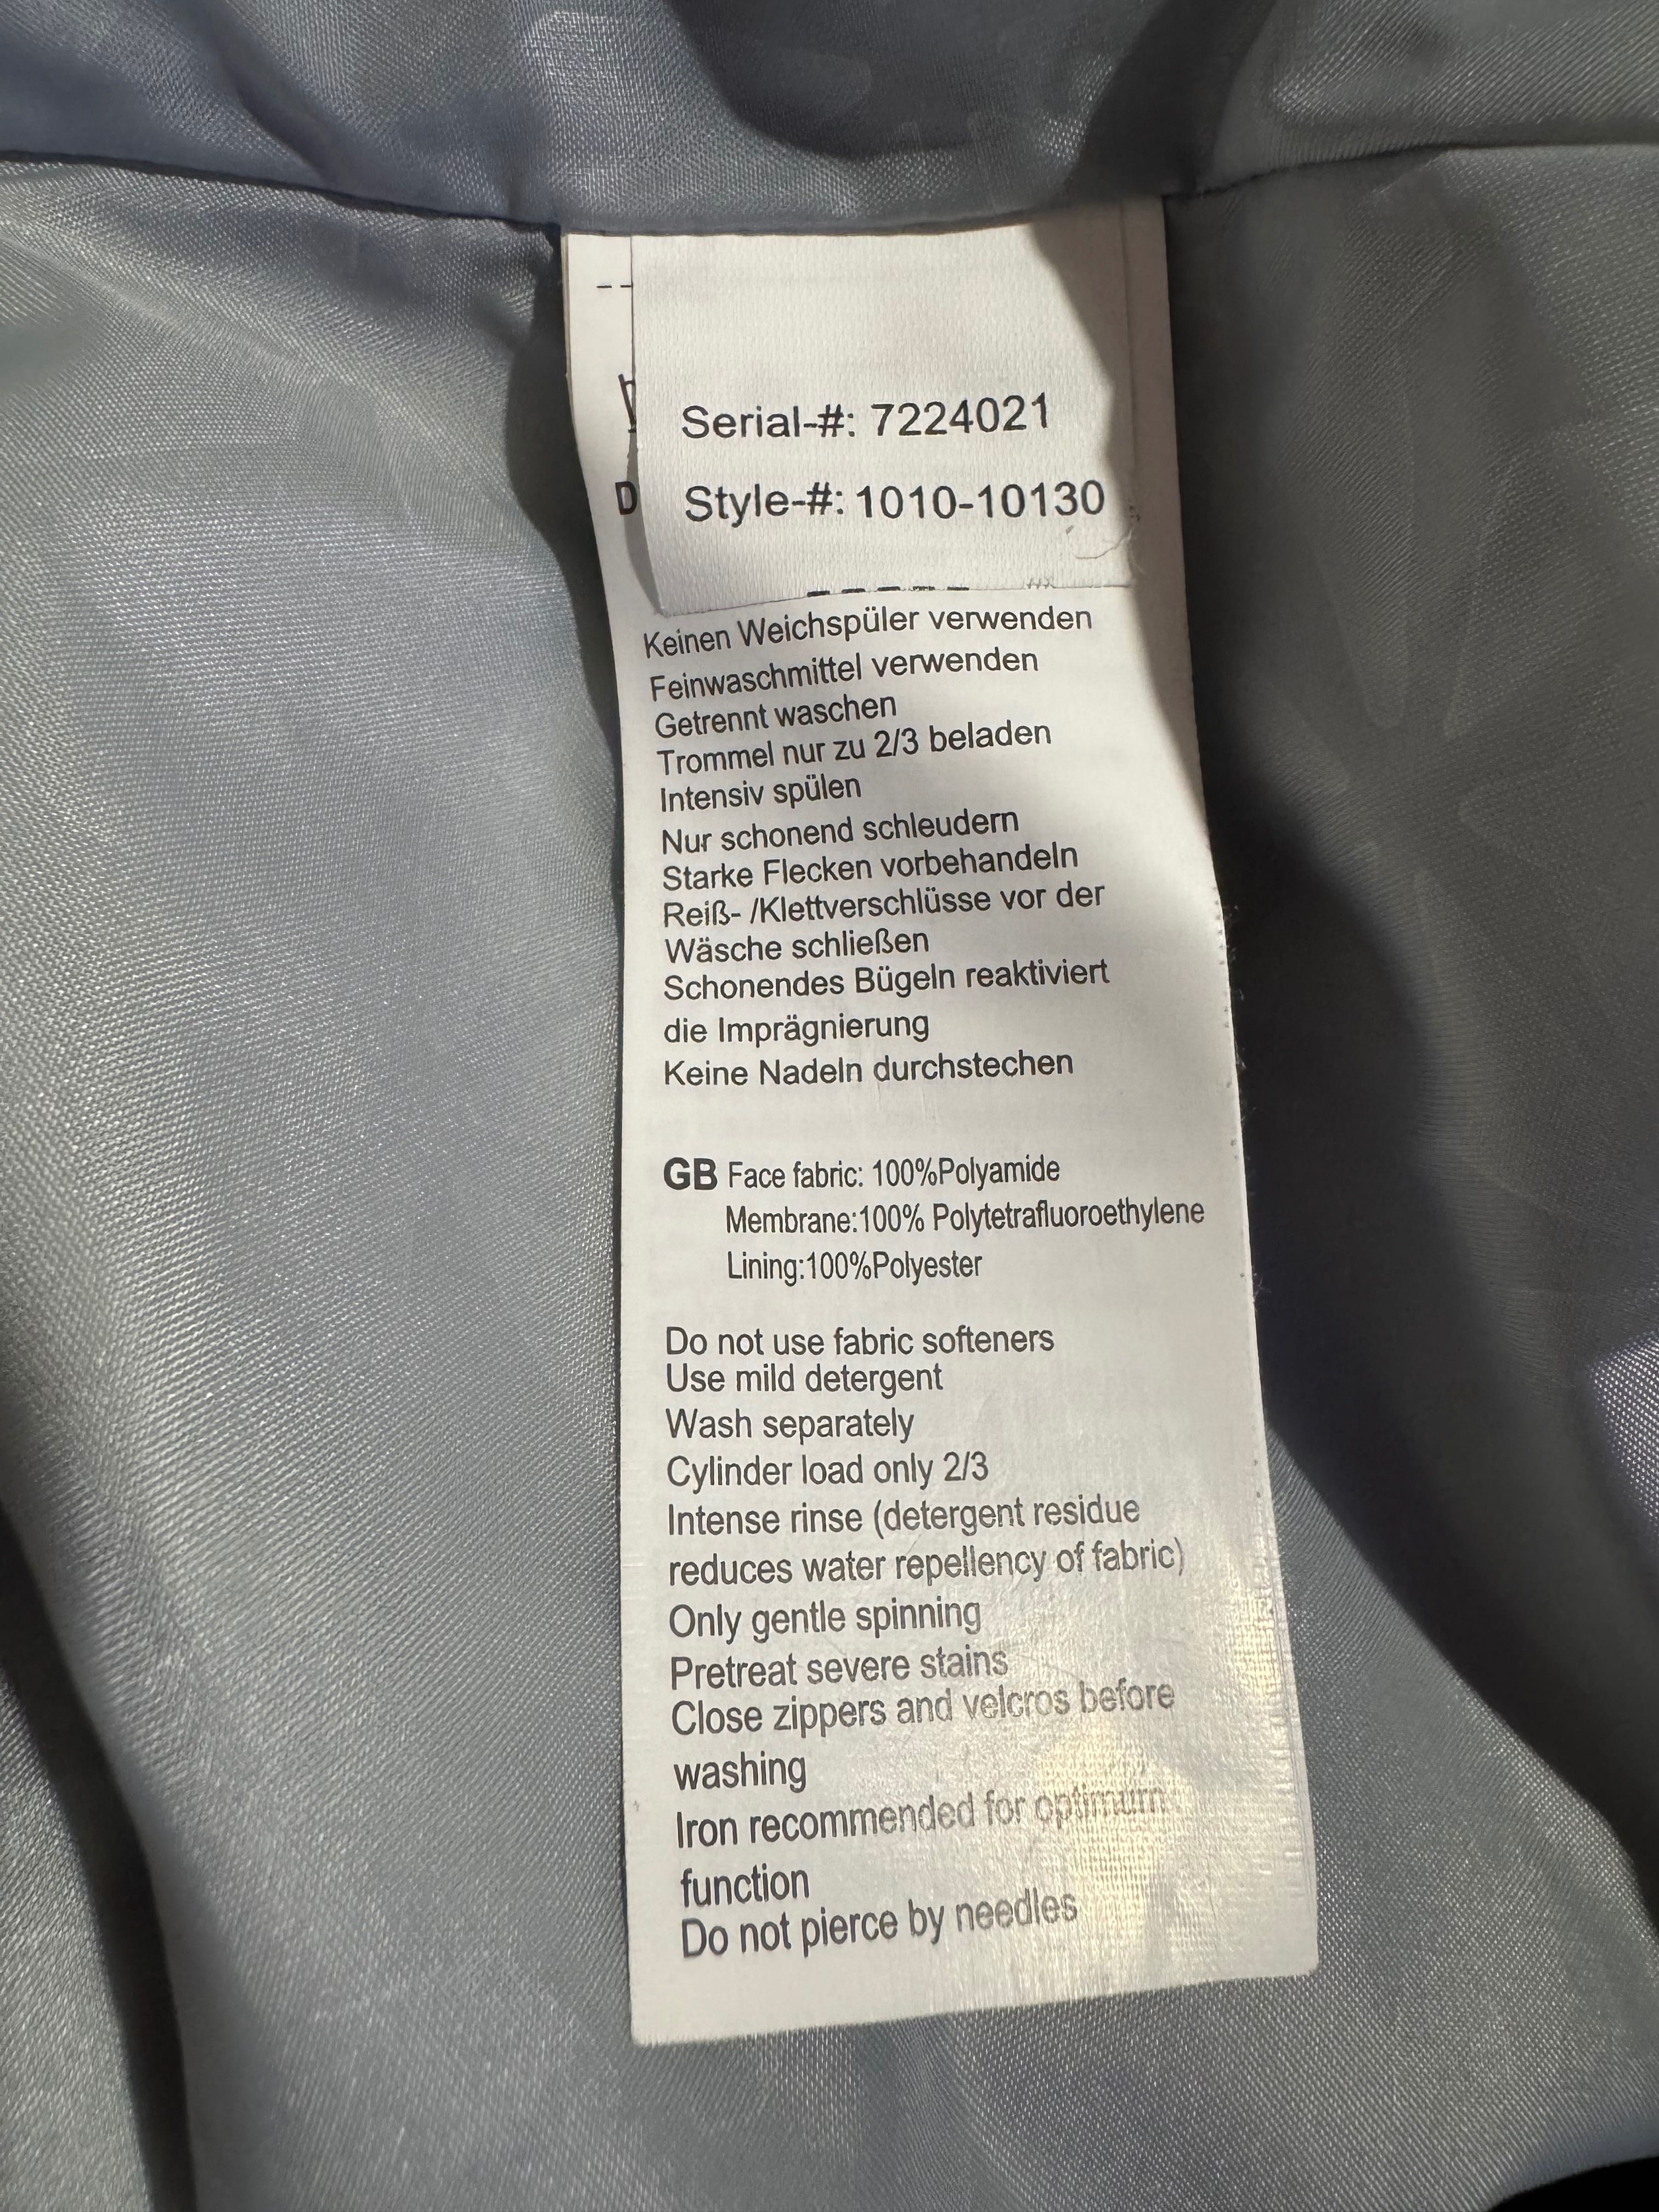 Serial-#: 7224021
Style-#: 1010-10130
D
Keinen Weichspüler verwenden
Feinwaschmittel verwenden
Getrennt waschen
Trommel nur zu 2/3 beladen
Intensiv spülen
Nur schonend schleudern
Starke Flecken vorbehandeln
Reiß- /Klettverschlüsse vor der
Wäsche schließen
Schonendes Bügeln reaktiviert
die Imprägnierung
Keine Nadeln durchstechen
GB Face fabric: 100%Polyamide
Membrane:100% Polytetrafluoroethylene
Lining:100%Polyester
Do not use fabric softeners
Use mild detergent
Wash separately
Cylinder load only 2/3
Intense rinse (detergent residue
reduces water repellency of fabric)
Only gentle spinning
Pretreat severe stains
Close zippers and velcros before
washing
Iron recommended for optimum
function
Do not pierce by needles